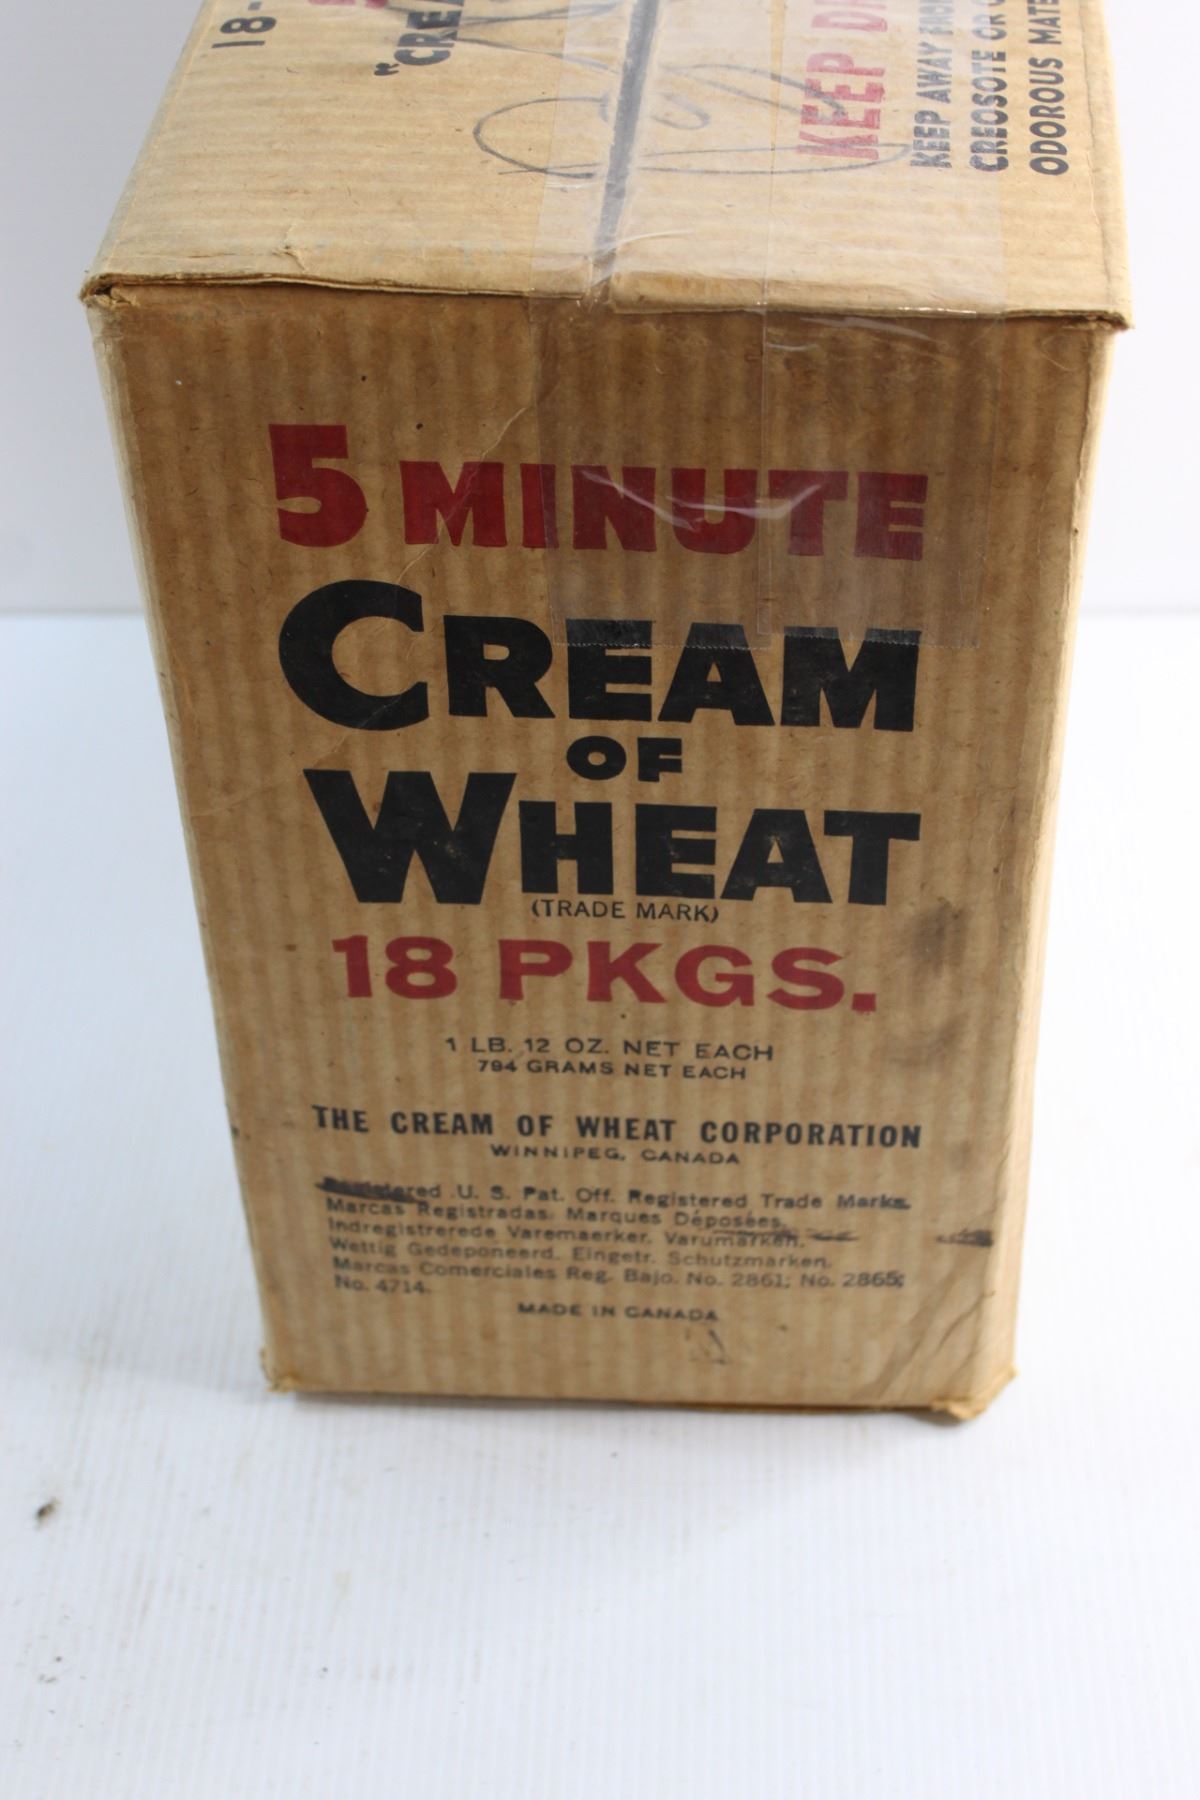 18-
"CREA
KEEP
KEEP AWAY FROM
CREOSOTE OR
ODOROUS MATE
5 MINUTE
CREAM
OF
WHEAT
(TRADE MARK)
18 PKGS.
1 LB. 12 OZ. NET EACH
794 GRAMS NET EACH
THE CREAM OF WHEAT CORPORATION
WINNIPEG, CANADA
Registered U. S. Pat. Off. Registered Trade Marks.
Marcas Registradas. Marques Déposées.
Indregistrerede Varemaerker. Varumärken.
Wettig Gedeponeerd. Eingetr. Schutzmarken.
Marcas Comerciales Reg. Bajo. No. 2861; No. 2865;
No. 4714.
MADE IN CANADA